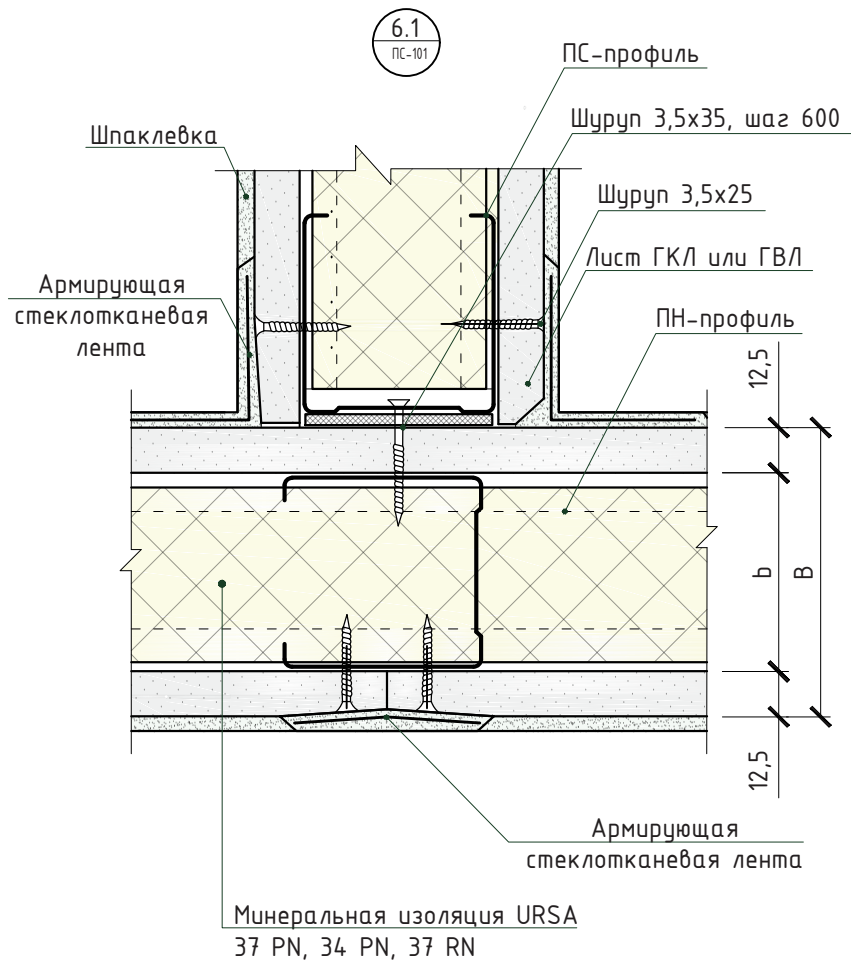 6.1
ПС-101
ПС-профиль
Шуруп 3,5х35, шаг 600
Шпаклевка
Шуруп 3,5х25
Лист ГКЛ или ГВЛ
Армирующая
стеклотканевая
лента
ПН-профиль
12,5
b
B
12,5
Армирующая
стеклотканевая лента
Минеральная изоляция URSA
37 PN, 34 PN, 37 RN